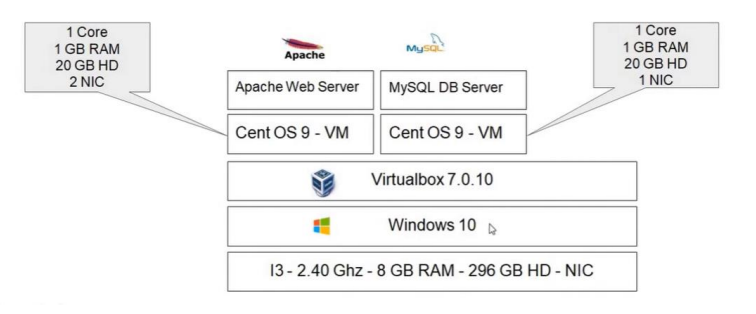 1 Core
1 GB RAM
20 GB HD
2 NIC
Apache
MySQL
1 Core
1 GB RAM
20 GB HD
1 NIC
Apache Web Server
MySQL DB Server
Cent OS 9 - VM
Cent OS 9 - VM
Virtualbox 7.0.10
Windows 10
I3 - 2.40 Ghz - 8 GB RAM - 296 GB HD - NIC